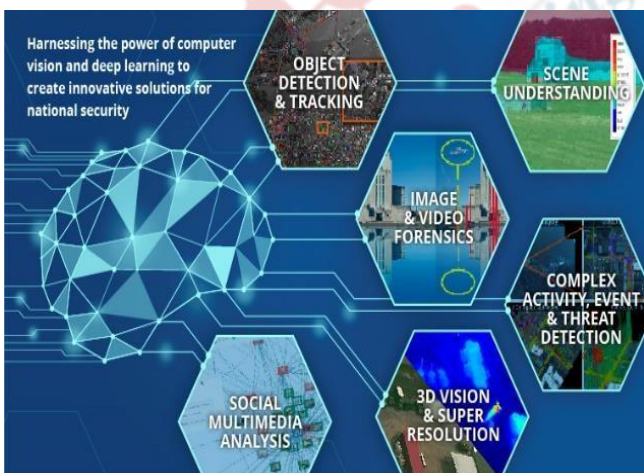 Harnessing the power of computer
vision and deep learning to
create innovative solutions for
national security
OBJECT
DETECTION
& TRACKING
SCENE
UNDERSTANDING
IMAGE
& VIDEO
FORENSICS
COMPLEX
ACTIVITY, EVENT
& THREAT
DETECTION
SOCIAL
MULTIMEDIA
ANALYSIS
3D VISION
& SUPER
RESOLUTION